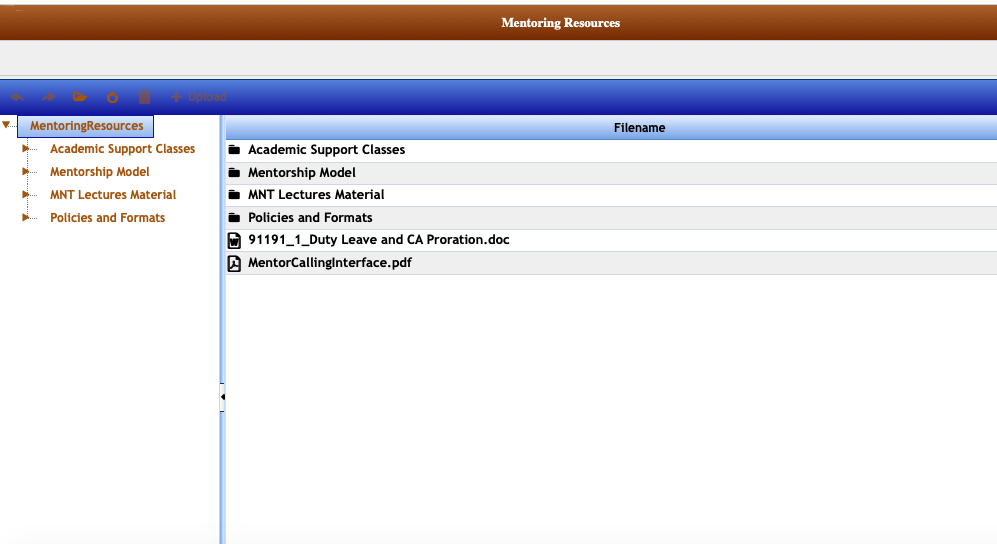 Mentoring Resources
Upload
MentoringResources
Academic Support Classes
Mentorship Model
MNT Lectures Material
Policies and Formats
Filename
Academic Support Classes
Mentorship Model
MNT Lectures Material
Policies and Formats
91191_1_Duty Leave and CA Proration.doc
MentorCallingInterface.pdf